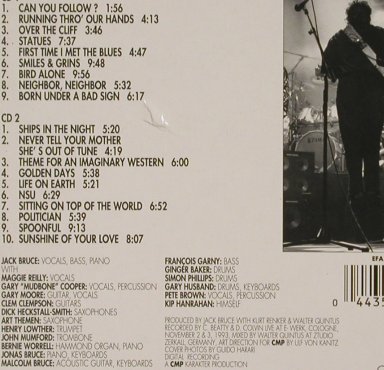 1. CAN YOU FOLLOW ? 1:56
2. RUNNING THRO' OUR HANDS 4:13
3. OVER THE CLIFF 3:46
4. STATUES 7:37
5. FIRST TIME I MET THE BLUES 4:47
6. SMILES & GRINS 9:48
7. BIRD ALONE 9:56
8. NEIGHBOR, NEIGHBOR 5:32
9. BORN UNDER A BAD SIGN 6:17
CD 2
1. SHIPS IN THE NIGHT 5:20
2. NEVER TELL YOUR MOTHER
SHE' S OUT OF TUNE 4:19
3. THEME FOR AN IMAGINARY WESTERN 6:00
4. GOLDEN DAYS 5:38
5. LIFE ON EARTH 5:21
6. NSU 6:29
7. SITTING ON TOP OF THE WORLD 6:52
8. POLITICIAN 5:39
9. SPOONFUL 9:13
10. SUNSHINE OF YOUR LOVE 8:07
JACK BRUCE: VOCALS, BASS, PIANO
WITH
MAGGIE REILLY: VOCALS
GARY "MUDBONE" COOPER: VOCALS, PERCUSSION
GARY MOORE: GUITAR, VOCALS
CLEM CLEMPSON: GUITARS
DICK HECKSTALL-SMITH: SAXOPHONES
ART THEMEN: SAXOPHONE
HENRY LOWTHER: TRUMPET
JOHN MUMFORD: TROMBONE
BERNIE WORRELL: HAMMOND ORGAN, PIANO
JONAS BRUCE: PIANO, KEYBOARDS
MALCOLM BRUCE: ACOUSTIC GUITAR, KEYBOARDS
FRANÇOIS GARNY: BASS
GINGER BAKER: DRUMS
SIMON PHILLIPS: DRUMS
GARY HUSBAND: DRUMS, KEYBOARDS
PETE BROWN: VOCALS, PERCUSSION
KIP HANRAHAN: HIMSELF
PRODUCED BY JACK BRUCE WITH KURT RENKER & WALTER QUINTUS
RECORDED BY C. BEATTY & D. COLVIN LIVE AT E- WERK, COLOGNE,
NOVEMBER 2 & 3, 1993. MIXED BY WALTER QUINTUS AT ZITUDIO
ZERKALL, GERMANY, ART DIRECTION FOR CMP BY ULF VON KANITZ
COVER PHOTOS BY GUIDO HARARI
DIGITAL RECORDING
A CMP KARAKTER PRODUCTION
EFA
0 4435